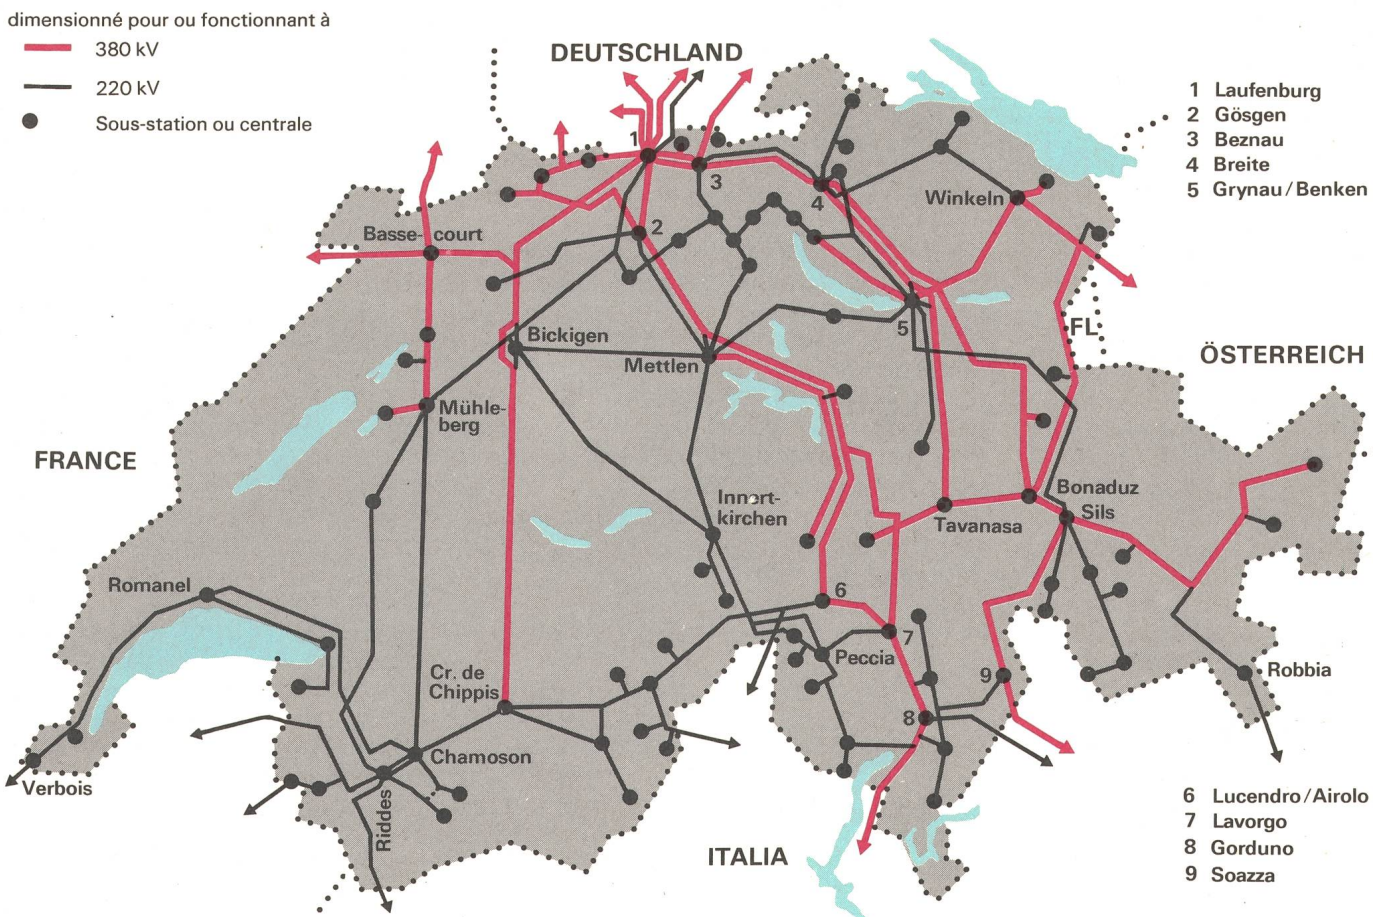 dimensionné pour ou fonctionnant à
380 kV
220 kV
Sous-station ou centrale
DEUTSCHLAND
1 Laufenburg
2 Gösgen
3 Beznau
4 Breite
5 Grynau/Benken
1
3
4
Winkeln
Basse-court
2
Bickigen
5
FL
Mettlen
ÖSTERREICH
Mühle-
berg
FRANCE
Innert-
kirchen
Bonaduz
Sils
Tavanasa
Romanel
6
7
Peccia
Cr. de
Chippis
9
Robbia
8
Chamoson
Verbois
Riddes
ITALIA
6 Lucendro/Airolo
7 Lavorgo
8 Gorduno
9 Soazza